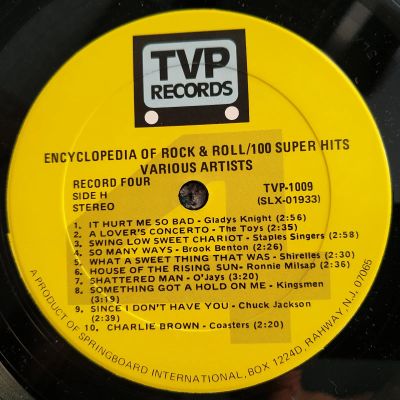 TVP
RECORDS
ENCYCLOPEDIA OF ROCK & ROLL/100 SUPER HITS
VARIOUS ARTISTS
RECORD FOUR
SIDE H
STEREO
TVP-1009
(SLX-01933)
1. IT HURT ME SO BAD - Gladys Knight (2:56)
2. A LOVER'S CONCERTO - The Toys (2:35)
3. SWING LOW SWEET CHARIOT - Staples Singers (2:58)
4. SO MANY WAYS - Brook Benton (2:26)
5. WHAT A SWEET THING THAT WAS - Shirelles (2:30)
6. HOUSE OF THE RISING SUN - Ronnie Milsap (2:36)
7. SHATTERED MAN - O'Jays (3:20)
8. SOMETHING GOT A HOLD ON ME - Kingsmen
(3:19)
9. SINCE I DON'T HAVE YOU - Chuck Jackson
(2:39)
10. CHARLIE BROWN - Coasters (2:20)
A PRODUCT OF SPRINGBOARD INTERNATIONAL, BOX 1224D, RAHWAY, N.J. 07065
4